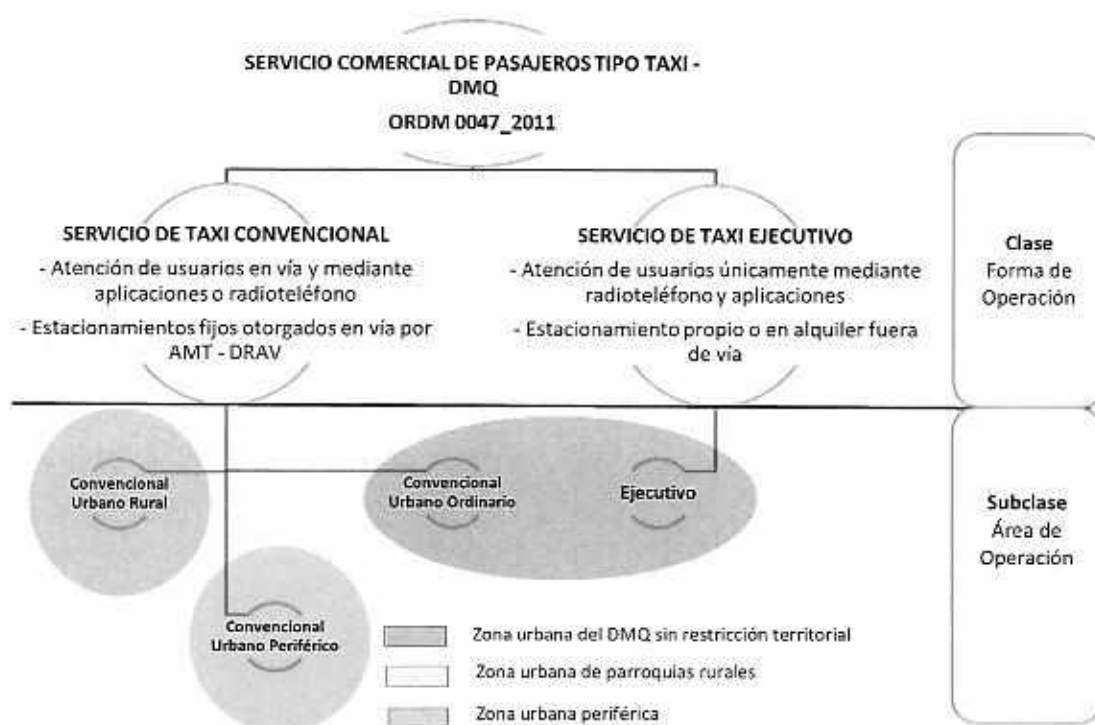 SERVICIO COMERCIAL DE PASAJEROS TIPO TAXI -
DMQ
ORDM 0047_2011
SERVICIO DE TAXI CONVENCIONAL
- Atención de usuarios en vía y mediante
aplicaciones o radioteléfono
- Estacionamientos fijos otorgados en vía por
AMT - DRAV
SERVICIO DE TAXI EJECUTIVO
- Atención de usuarios únicamente mediante
radioteléfono y aplicaciones
- Estacionamiento propio o en alquiler fuera
de vía
Clase
Forma de
Operación
Convencional
Urbano Rural
Convencional
Urbano Ordinario
Ejecutivo
Convencional
Urbano Periférico
Subclase
Área de
Operación
Zona urbana del DMQ sin restricción territorial
Zona urbana de parroquias rurales
Zona urbana periférica